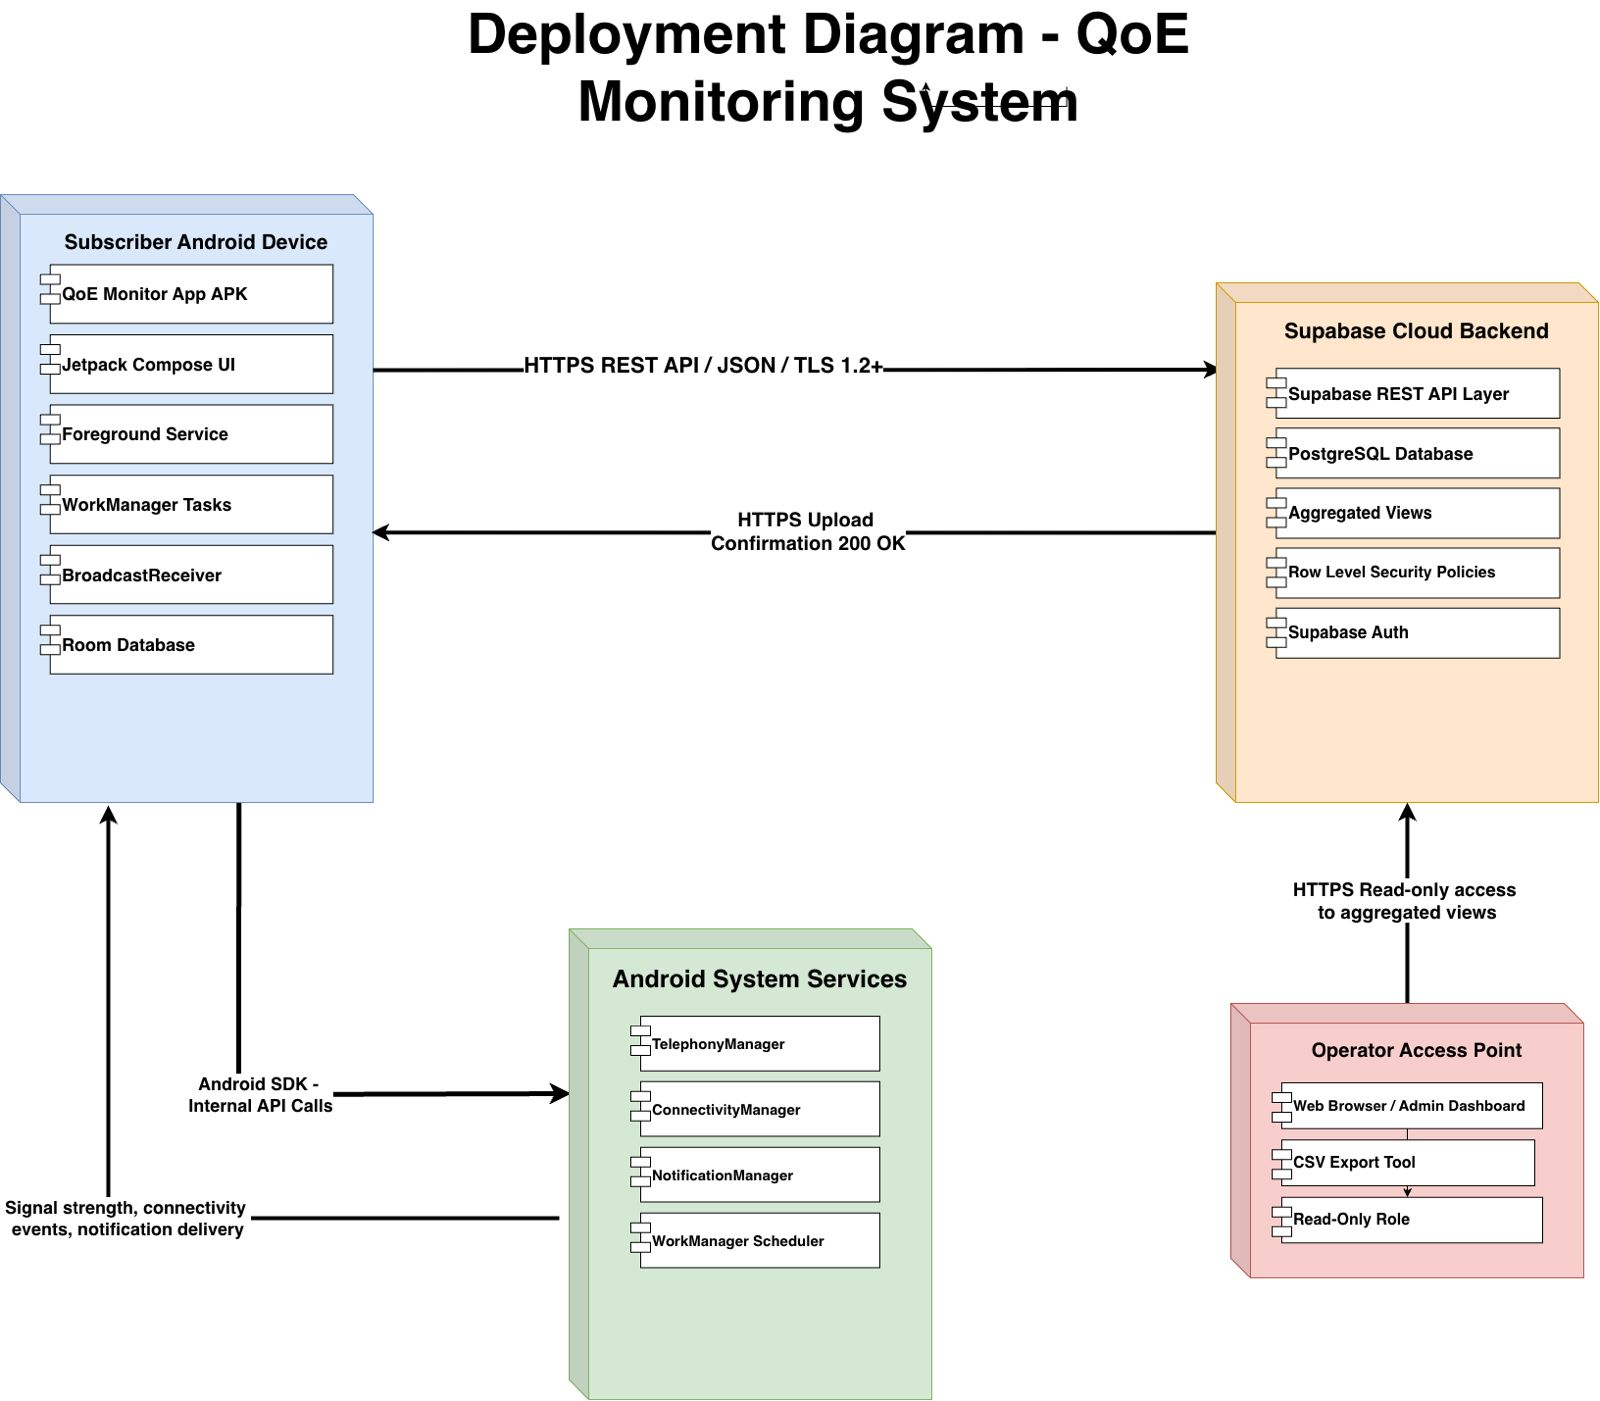 Deployment Diagram - QoE
Monitoring System
Subscriber Android Device
QoE Monitor App APK
Jetpack Compose UI
Foreground Service
WorkManager Tasks
BroadcastReceiver
Room Database
HTTPS REST API / JSON / TLS 1.2+
HTTPS Upload
Confirmation 200 OK
Supabase Cloud Backend
Supabase REST API Layer
PostgreSQL Database
Aggregated Views
Row Level Security Policies
Supabase Auth
HTTPS Read-only access
to aggregated views
Android SDK -
Internal API Calls
Signal strength, connectivity
events, notification delivery
Android System Services
TelephonyManager
ConnectivityManager
NotificationManager
WorkManager Scheduler
Operator Access Point
Web Browser / Admin Dashboard
CSV Export Tool
Read-Only Role